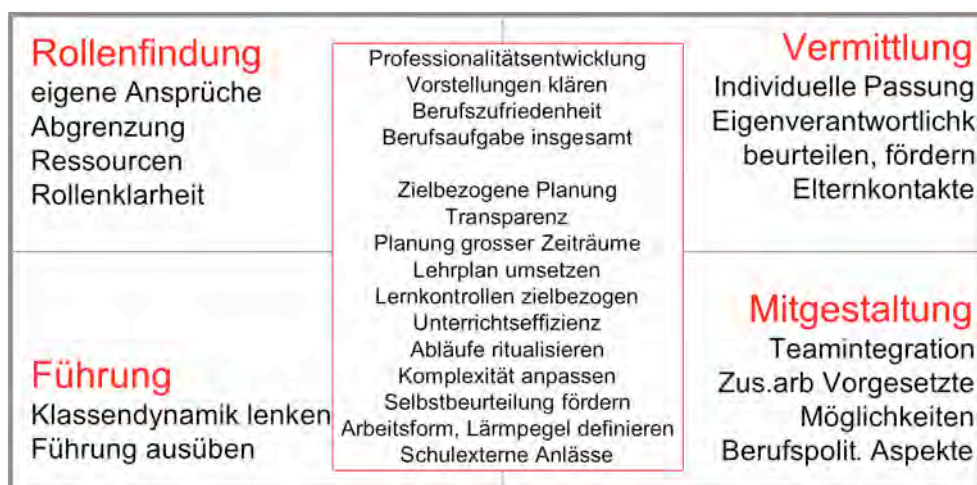 Rollenfindung
eigene Ansprüche
Abgrenzung
Ressourcen
Rollenklarheit
Professionalitätsentwicklung
Vorstellungen klären
Berufszufriedenheit
Berufsaufgabe insgesamt
Zielbezogene Planung
Transparenz
Planung grosser Zeiträume
Lehrplan umsetzen
Lernkontrollen zielbezogen
Unterrichtseffizienz
Abläufe ritualisieren
Komplexität anpassen
Selbstbeurteilung fördern
Arbeitsform, Lärmpegel definieren
Schulexterne Anlässe
Vermittlung
Individuelle Passung
Eigenverantwortlichk
beurteilen, fördern
Elternkontakte
Führung
Klassendynamik lenken
Führung ausüben
Mitgestaltung
Teamintegration
Zus.arb Vorgesetzte
Möglichkeiten
Berufspolit. Aspekte